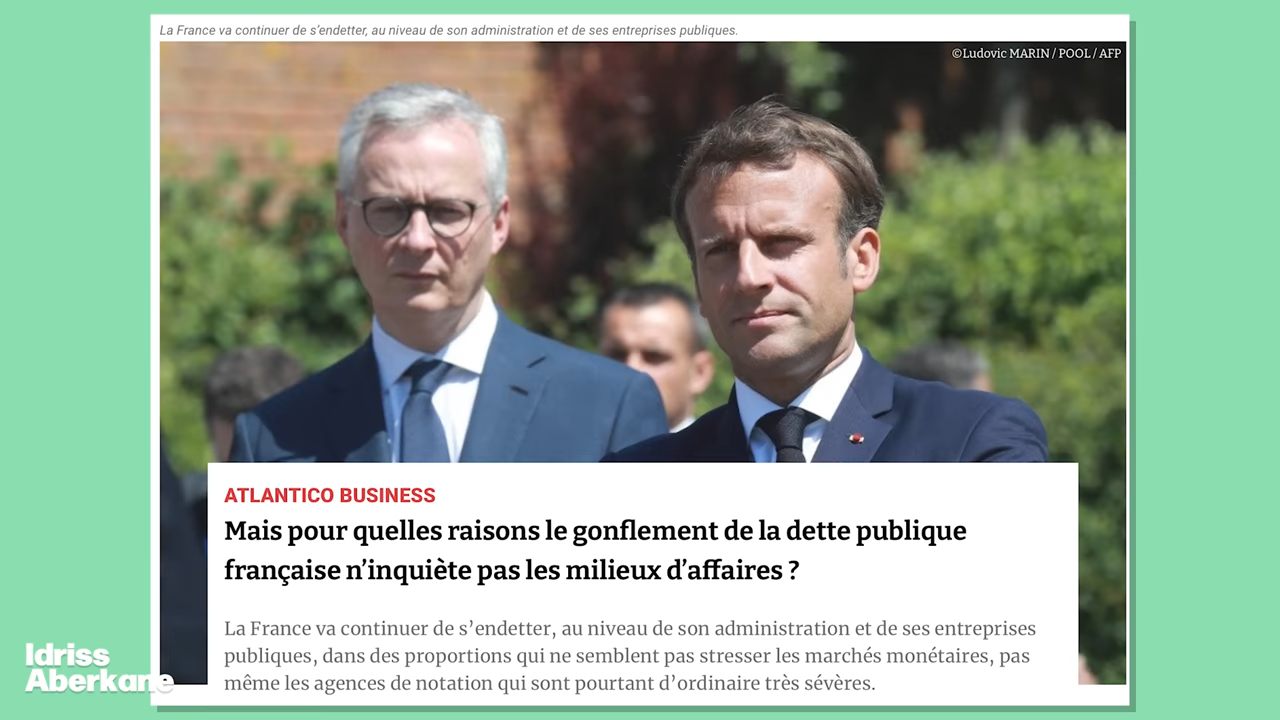 La France va continuer de s’endetter, au niveau de son administration et de ses entreprises publiques.
©Ludovic MARIN / POOL / AFP
ATLANTICO BUSINESS
Mais pour quelles raisons le gonflement de la dette publique
française n’inquiète pas les milieux d’affaires ?
La France va continuer de s’endetter, au niveau de son administration et de ses entreprises
publiques, dans des proportions qui ne semblent pas stresser les marchés monétaires, pas
même les agences de notation qui sont pourtant d’ordinaire très sévères.
Idriss
Aberkane